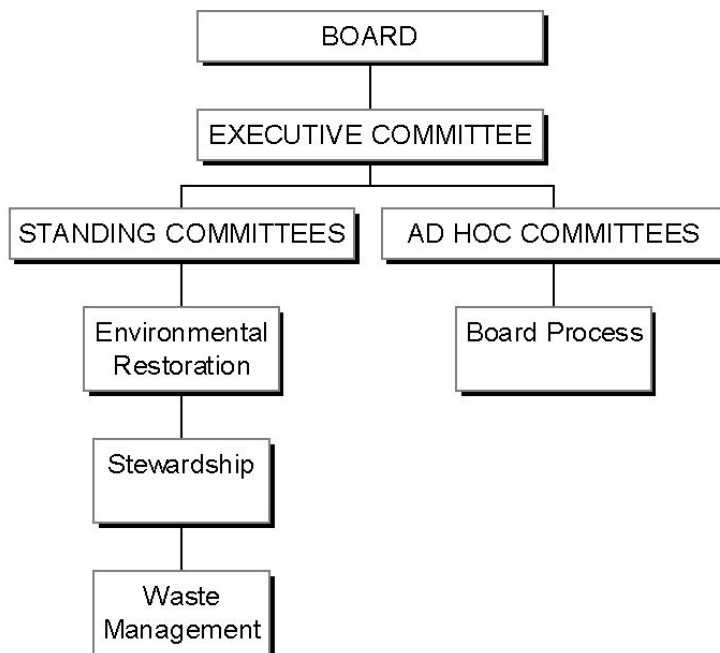 BOARD
EXECUTIVE COMMITTEE
STANDING COMMITTEES
AD HOC COMMITTEES
Environmental
Restoration
Board Process
Stewardship
Waste
Management